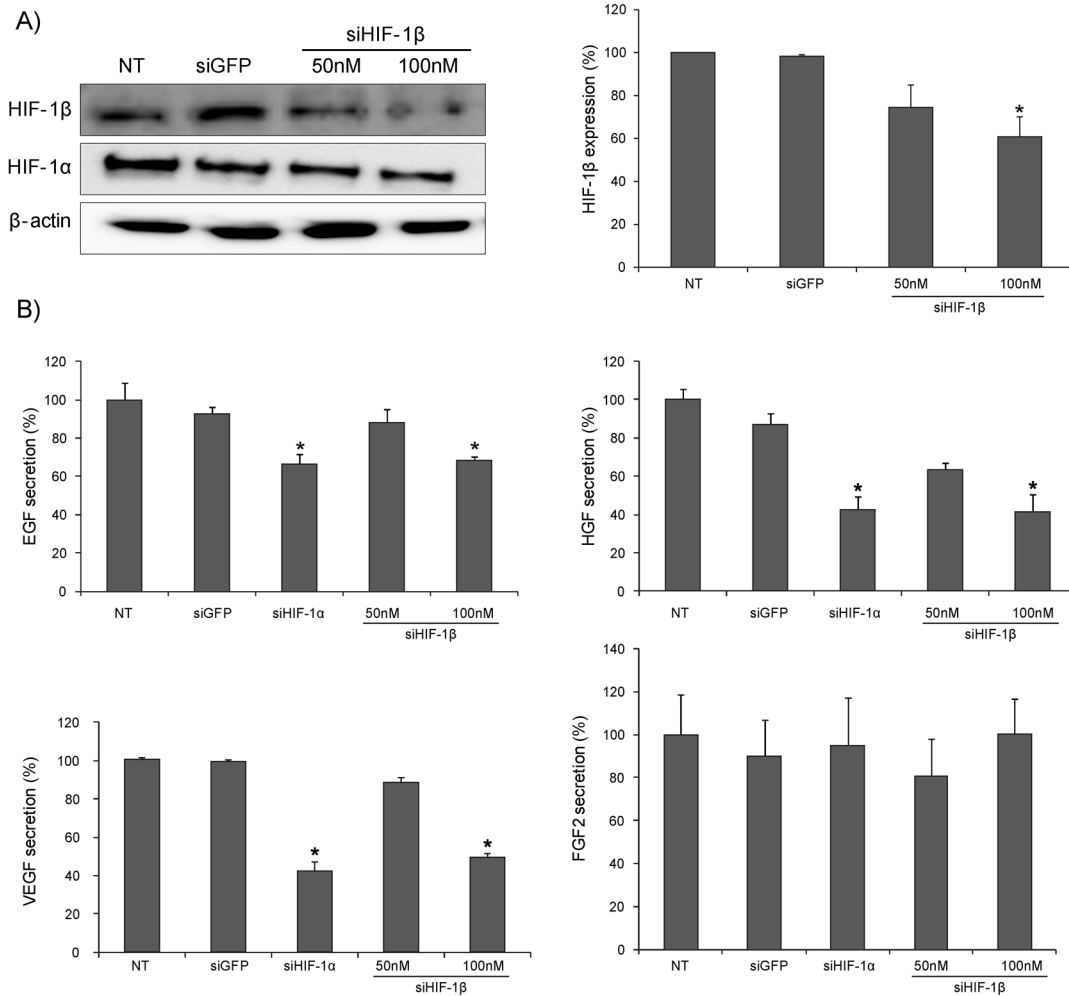 A)
siHIF-1β
NT siGFP 50nM 100nM
HIF-1β
HIF-1α
β-actin
HIF-1β expression (%)
120
100
80
60
40
20
0
*
NT siGFP 50nM 100nM
siHIF-1β
B)
EGF secretion (%)
120
100
80
60
40
20
0
* *
NT siGFP siHIF-1α 50nM 100nM
siHIF-1β
HGF secretion (%)
120
100
80
60
40
20
0
* *
NT siGFP siHIF-1α 50nM 100nM
siHIF-1β
VEGF secretion (%)
120
100
80
60
40
20
0
* *
NT siGFP siHIF-1α 50nM 100nM
siHIF-1β
FGF2 secretion (%)
140
120
100
80
60
40
20
0
NT siGFP siHIF-1α 50nM 100nM
siHIF-1β